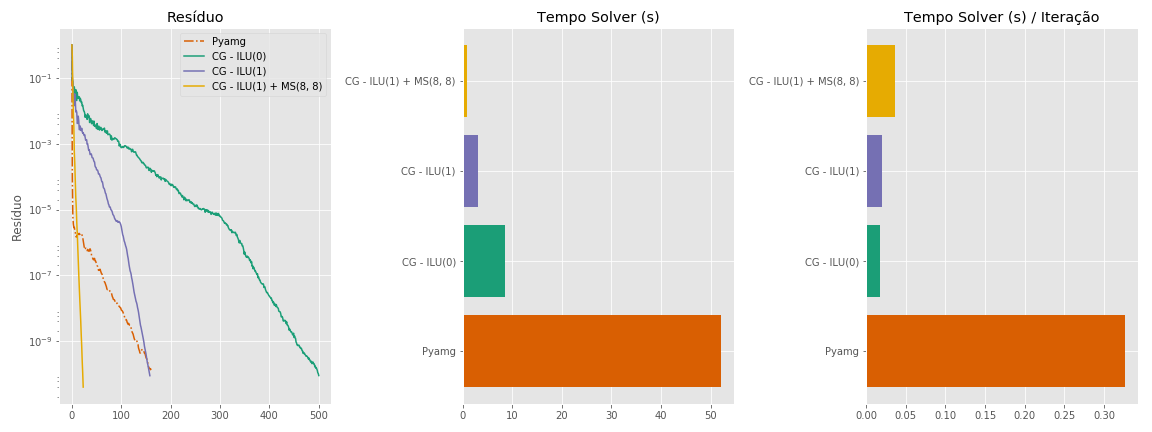 Resíduo
Resíduo
10⁻¹
10⁻³
10⁻⁵
10⁻⁷
10⁻⁹
0
100
200
300
400
500
Pyamg
CG - ILU(0)
CG - ILU(1)
CG - ILU(1) + MS(8, 8)
Tempo Solver (s)
CG - ILU(1) + MS(8, 8)
CG - ILU(1)
CG - ILU(0)
Pyamg
0
10
20
30
40
50
Tempo Solver (s) / Iteração
CG - ILU(1) + MS(8, 8)
CG - ILU(1)
CG - ILU(0)
Pyamg
0.00
0.05
0.10
0.15
0.20
0.25
0.30